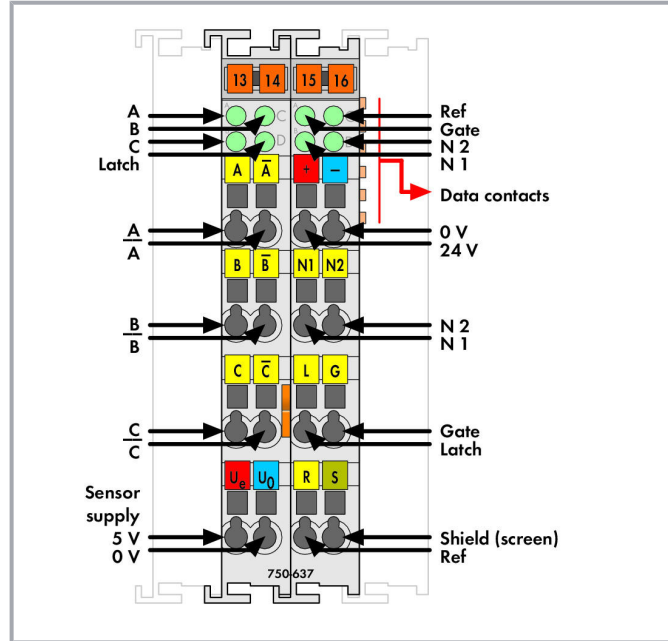 13 14 15 16
A
B
C
Latch
Ref
Gate
N 2
N 1
A C A
D B
A A̅ + −
Data contacts
A
A̅
0 V
24 V
B B̅ N1 N2
B
B̅
N 2
N 1
C C̅ L G
C
C̅
Gate
Latch
Ue U0 R S
Sensor
supply
5 V
0 V
Shield (screen)
Ref
750-637